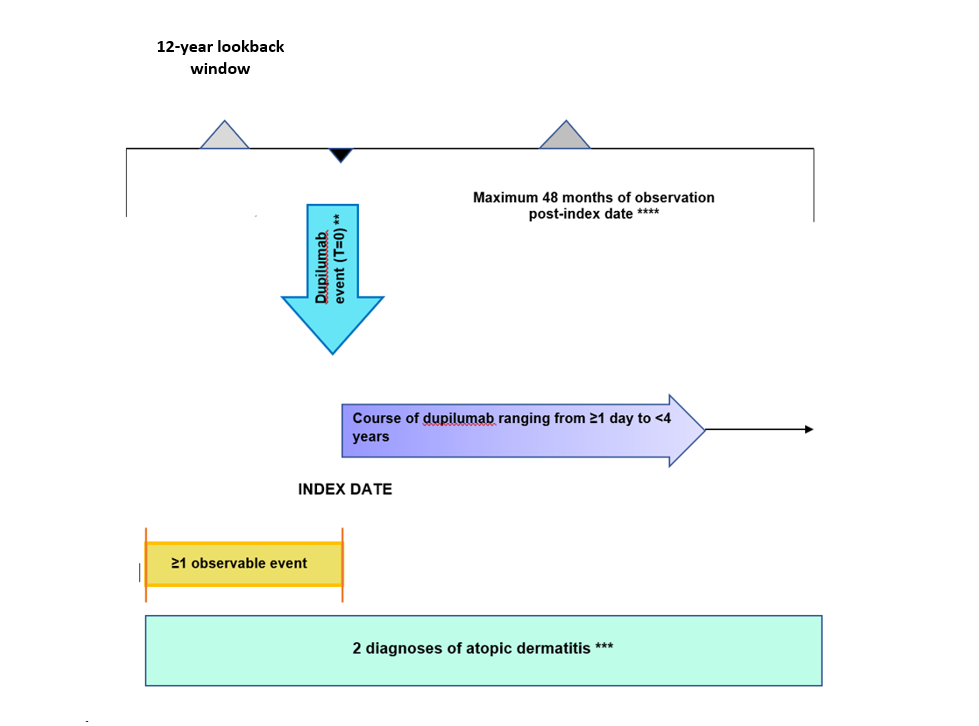 12-year lookback
window
Maximum 48 months of observation
post-index date ****
Dupilumab
event (T=0) **
Course of dupilumab ranging from ≥1 day to <4
years
INDEX DATE
≥1 observable event
2 diagnoses of atopic dermatitis ***